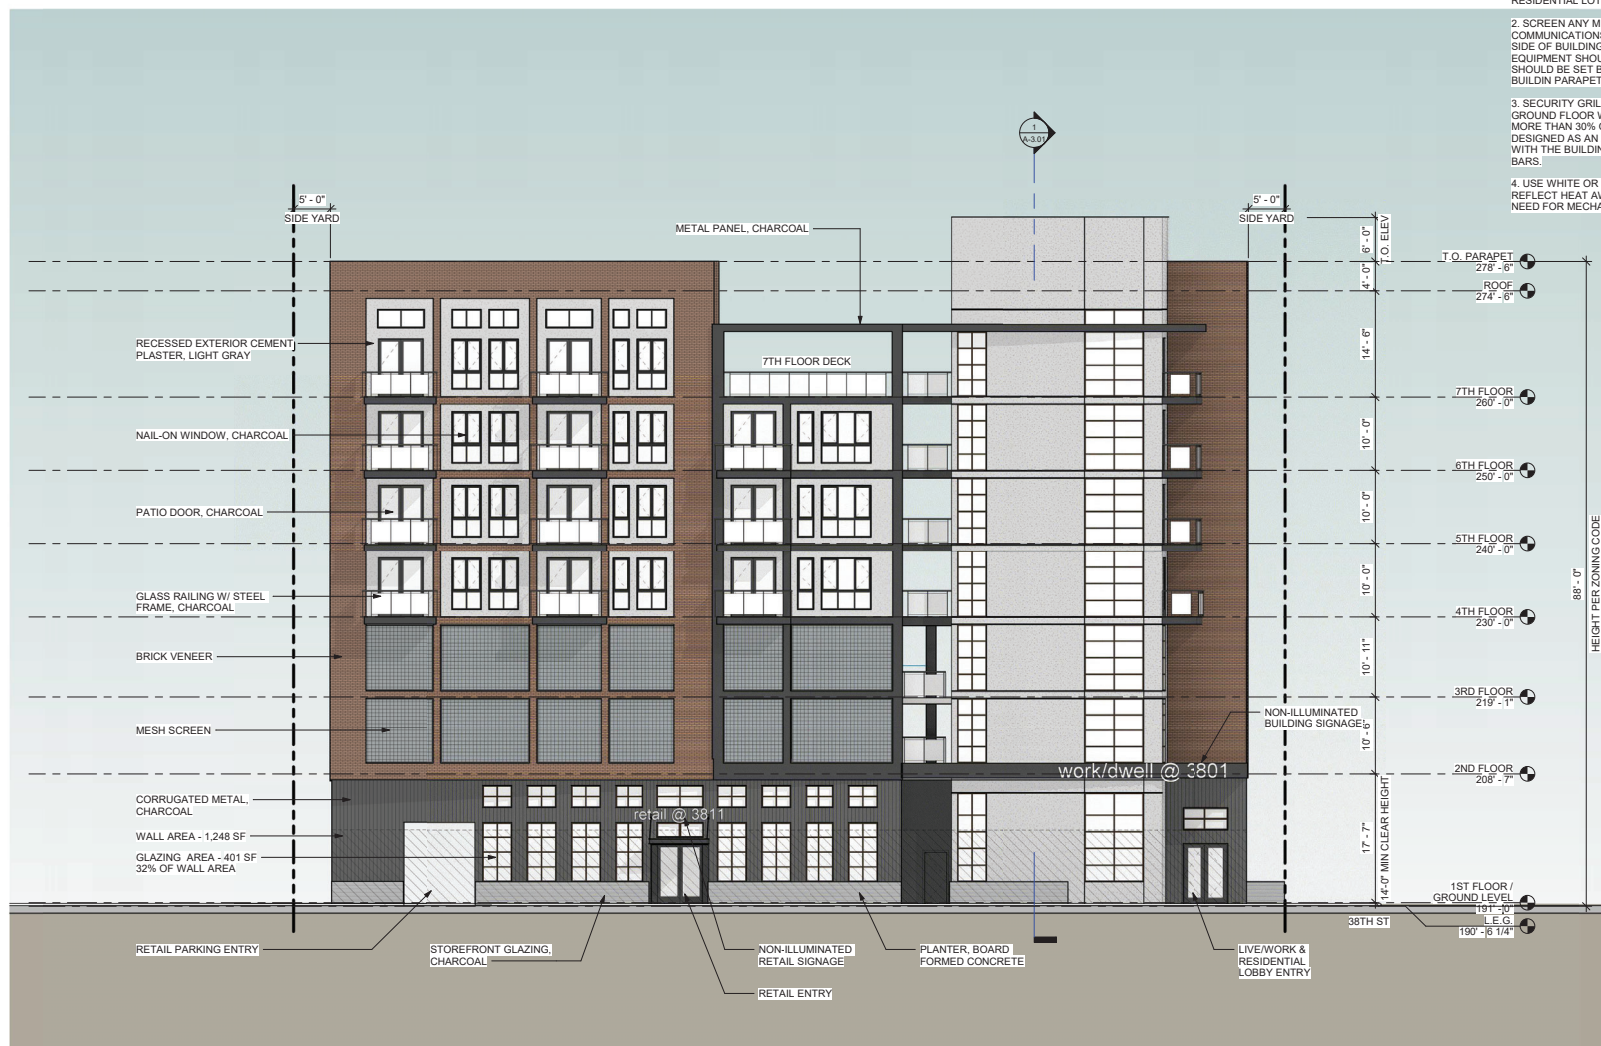 RESIDENTIAL LOT
2. SCREEN ANY M
COMMUNICATIONS
SIDE OF BUILDING
EQUIPMENT SHOU
SHOULD BE SET B
BUILDIN PARAPET
3. SECURITY GRIL
GROUND FLOOR W
MORE THAN 30% O
DESIGNED AS AN
WITH THE BUILDIN
BARS.
4. USE WHITE OR
REFLECT HEAT AW
NEED FOR MECHA
1
A-3.01
5' - 0"
SIDE YARD
5' - 0"
SIDE YARD
METAL PANEL, CHARCOAL
6' - 0"
T.O. ELEV
4' - 0"
T.O. PARAPET
278' - 6"
ROOF
274' - 6"
RECESSED EXTERIOR CEMENT
PLASTER, LIGHT GRAY
7TH FLOOR DECK
14' - 6"
7TH FLOOR
260' - 0"
NAIL-ON WINDOW, CHARCOAL
10' - 0"
6TH FLOOR
250' - 0"
PATIO DOOR, CHARCOAL
10' - 0"
5TH FLOOR
240' - 0"
GLASS RAILING W/ STEEL
FRAME, CHARCOAL
10' - 0"
88' - 0"
HEIGHT PER ZONING CODE
4TH FLOOR
230' - 0"
BRICK VENEER
10' - 11"
3RD FLOOR
219' - 1"
MESH SCREEN
NON-ILLUMINATED
BUILDING SIGNAGE
10' - 6"
work/dwell @ 3801
2ND FLOOR
208' - 7"
CORRUGATED METAL,
CHARCOAL
retail @ 3811
WALL AREA - 1,248 SF
GLAZING AREA - 401 SF
32% OF WALL AREA
17' - 7"
14'-0" MIN CLEAR HEIGHT
1ST FLOOR /
GROUND LEVEL
191' - 0"
38TH ST
L.E.G.
190' - 6 1/4"
RETAIL PARKING ENTRY
STOREFRONT GLAZING,
CHARCOAL
NON-ILLUMINATED
RETAIL SIGNAGE
PLANTER, BOARD
FORMED CONCRETE
LIVE/WORK &
RESIDENTIAL
LOBBY ENTRY
RETAIL ENTRY